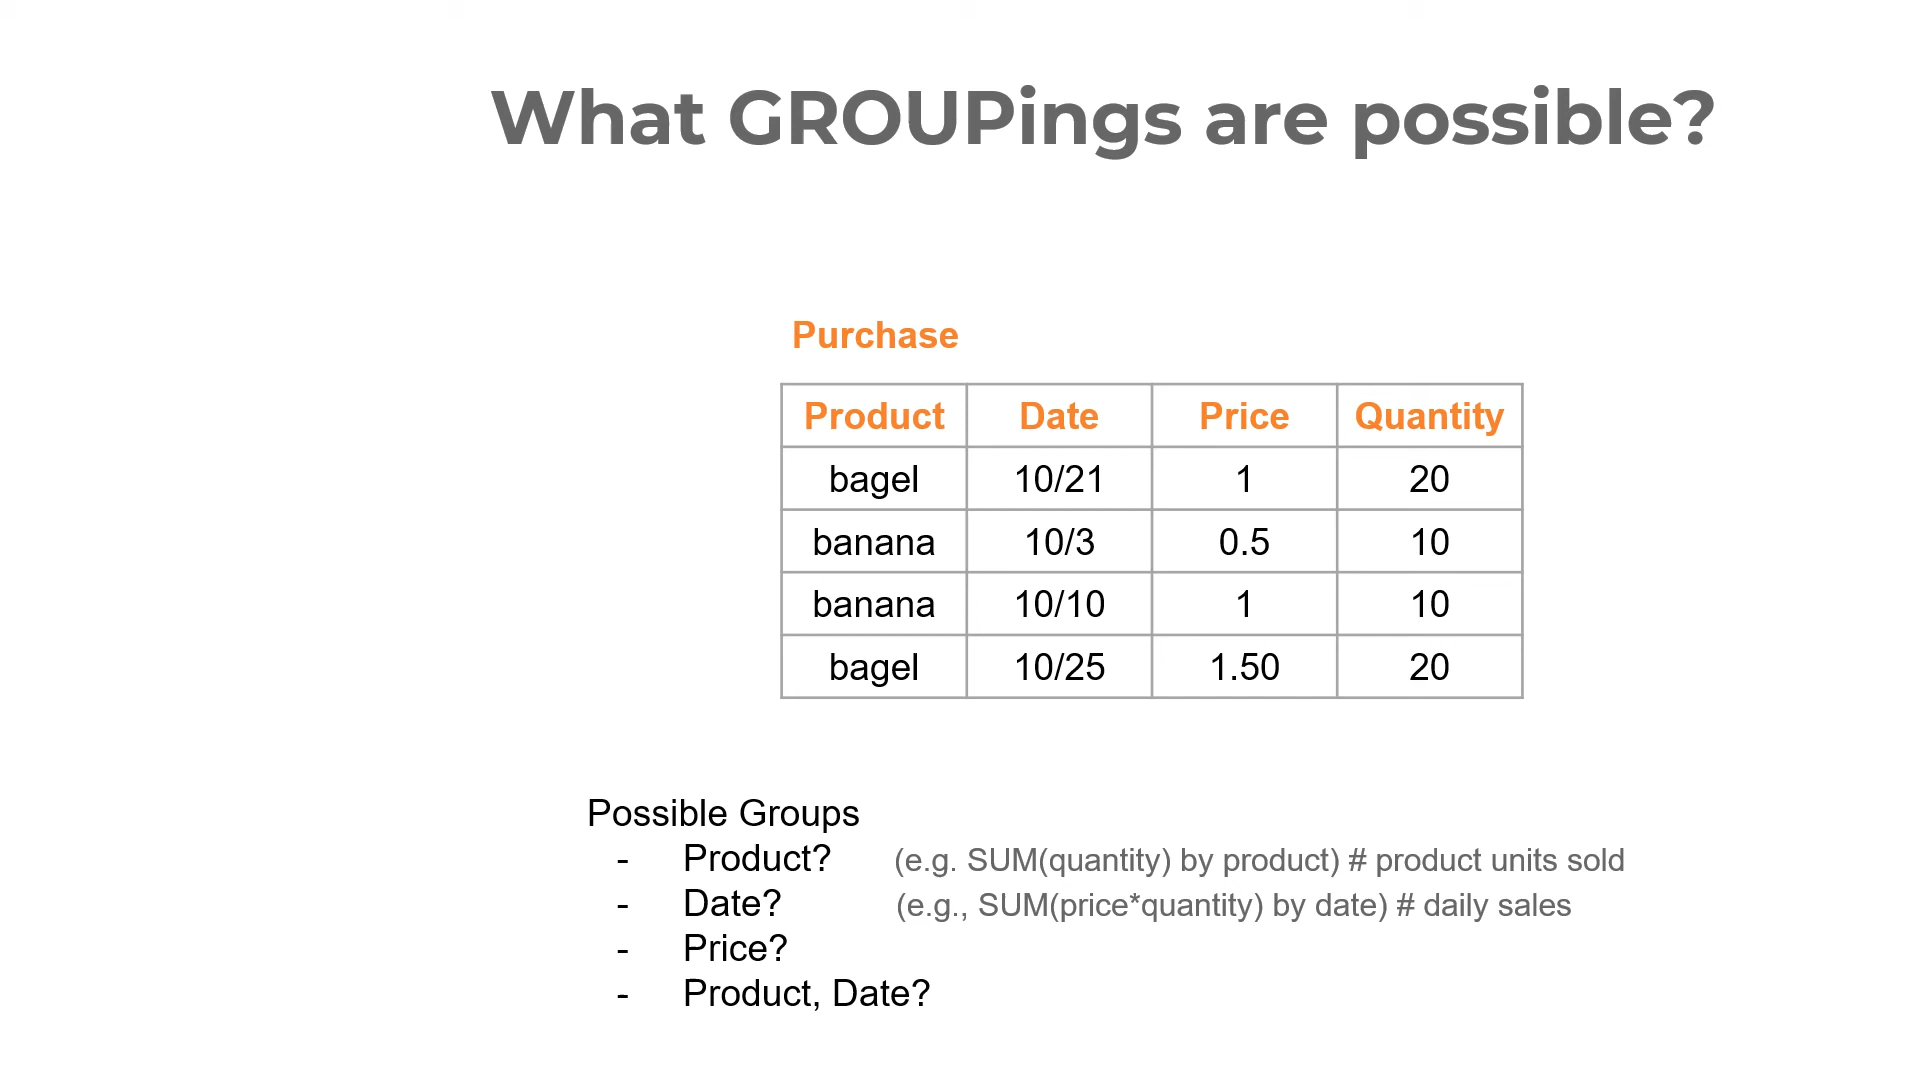 What GROUPings are possible?
Purchase
Product Date Price Quantity
bagel 10/21 1 20
banana 10/3 0.5 10
banana 10/10 1 10
bagel 10/25 1.50 20
Possible Groups
- Product? (e.g. SUM(quantity) by product) # product units sold
- Date? (e.g., SUM(price*quantity) by date) # daily sales
- Price?
- Product, Date?